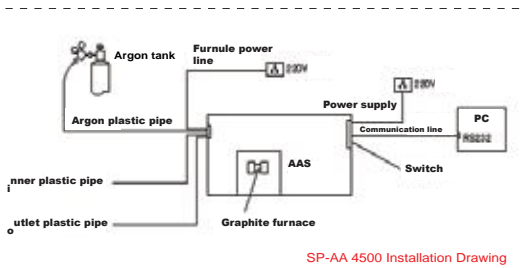 Argon tank
Furnule power
line
220V
220V
Argon plastic pipe
Power supply
PC
Communication line
RS232
AAS
Switch
inner plastic pipe
outlet plastic pipe
Graphite furnace
SP-AA 4500 Installation Drawing